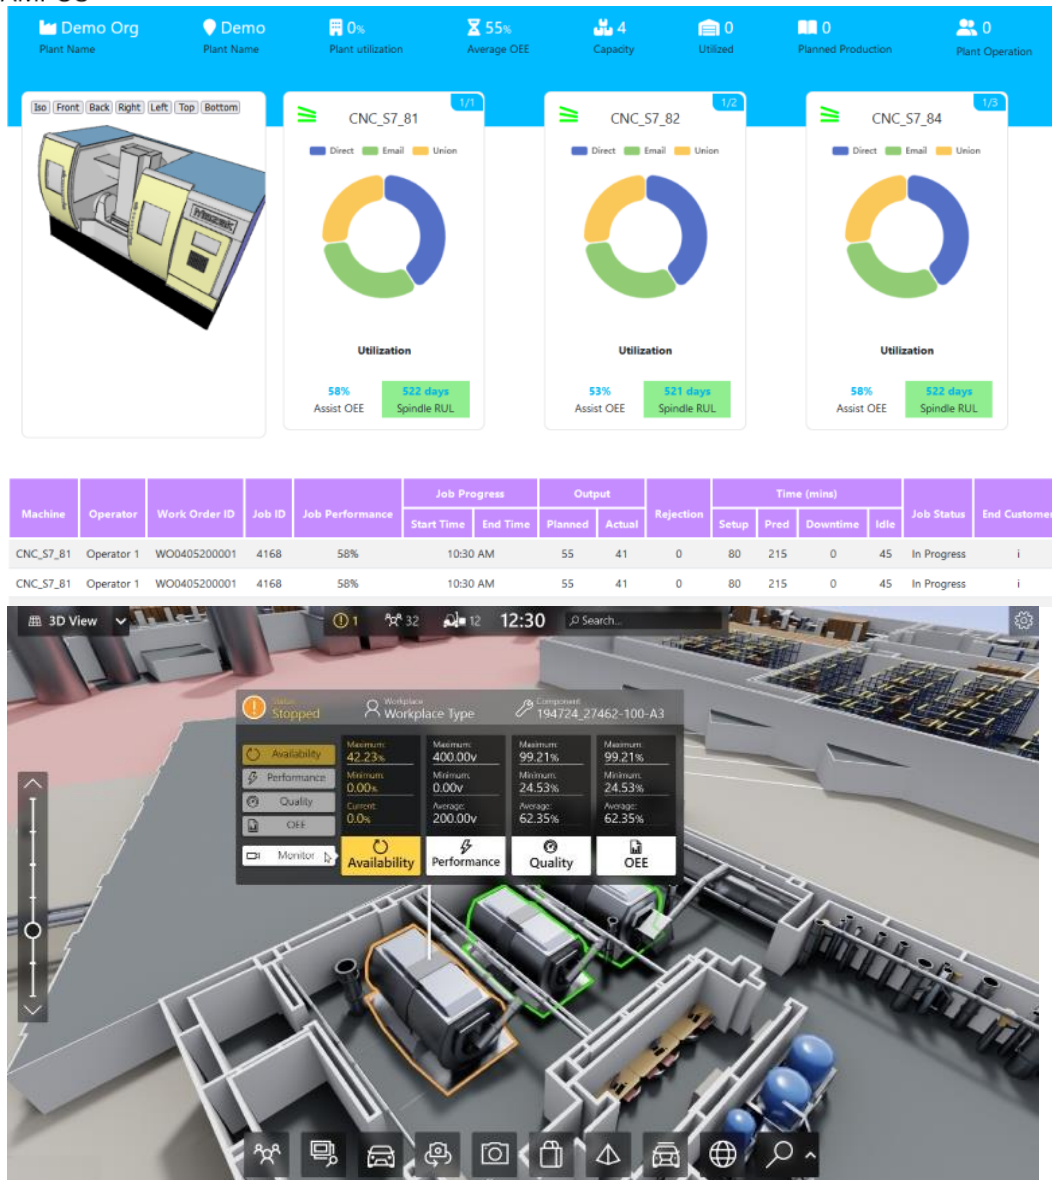 Demo Org
Plant Name
Demo
Plant Name
0%
Plant utilization
55%
Average OEE
4
Capacity
0
Utilized
0
Planned Production
0
Plant Operation
Iso Front Back Right Left Top Bottom
1/1
CNC_S7_81
Direct Email Union
Utilization
58%
Assist OEE
522 days
Spindle RUL
1/2
CNC_S7_82
Direct Email Union
Utilization
53%
Assist OEE
521 days
Spindle RUL
1/3
CNC_S7_84
Direct Email Union
Utilization
58%
Assist OEE
522 days
Spindle RUL
Machine Operator Work Order ID Job ID Job Performance Job Progress Output Rejection Time (mins) Job Status End Customer
Start Time End Time Planned Actual Setup Pred Downtime Idle
CNC_S7_81 Operator 1 WO0405200001 4168 58% 10:30 AM 55 41 0 80 215 0 45 In Progress i
CNC_S7_81 Operator 1 WO0405200001 4168 58% 10:30 AM 55 41 0 80 215 0 45 In Progress i
3D View 1 32 12 12:30 Search...
Status
Stopped
Workplace
Workplace Type
Component
194724_27462-100-A3
Availability
Performance
Quality
OEE
Monitor
Maximum:
42.23%
Minimum:
0.00%
Current:
0.0%
Availability
Maximum:
400.00v
Minimum:
0.00v
Average:
200.00v
Performance
Maximum:
99.21%
Minimum:
24.53%
Average:
62.35%
Quality
Maximum:
99.21%
Minimum:
24.53%
Average:
62.35%
OEE